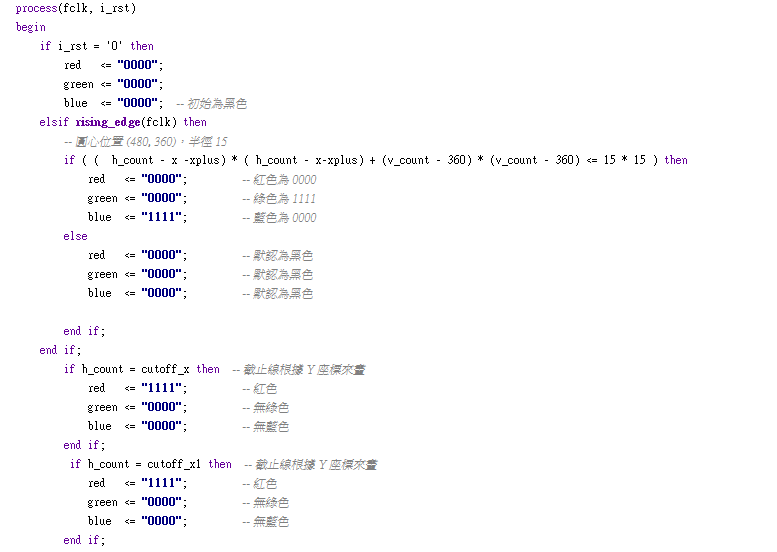 process(fclk, i_rst)
begin
    if i_rst = '0' then
        red   <= "0000";
        green <= "0000";
        blue  <= "0000";  -- 初始為黑色
    elsif rising_edge(fclk) then
        -- 圓心位置 (480, 360)，半徑 15
        if ( (  h_count - x -xplus) * ( h_count - x-xplus) + (v_count - 360) * (v_count - 360) <= 15 * 15 ) then
            red   <= "0000";         -- 紅色為 0000
            green <= "0000";         -- 綠色為 1111
            blue  <= "1111";         -- 藍色為 0000
        else
            red   <= "0000";         -- 默認為黑色
            green <= "0000";         -- 默認為黑色
            blue  <= "0000";         -- 默認為黑色
        end if;
    end if;
        if h_count = cutoff_x then  -- 截止線根據 Y 座標來畫
            red   <= "1111";         -- 紅色
            green <= "0000";         -- 無綠色
            blue  <= "0000";         -- 無藍色
        end if;
         if h_count = cutoff_x1 then  -- 截止線根據 Y 座標來畫
            red   <= "1111";         -- 紅色
            green <= "0000";         -- 無綠色
            blue  <= "0000";         -- 無藍色
        end if;